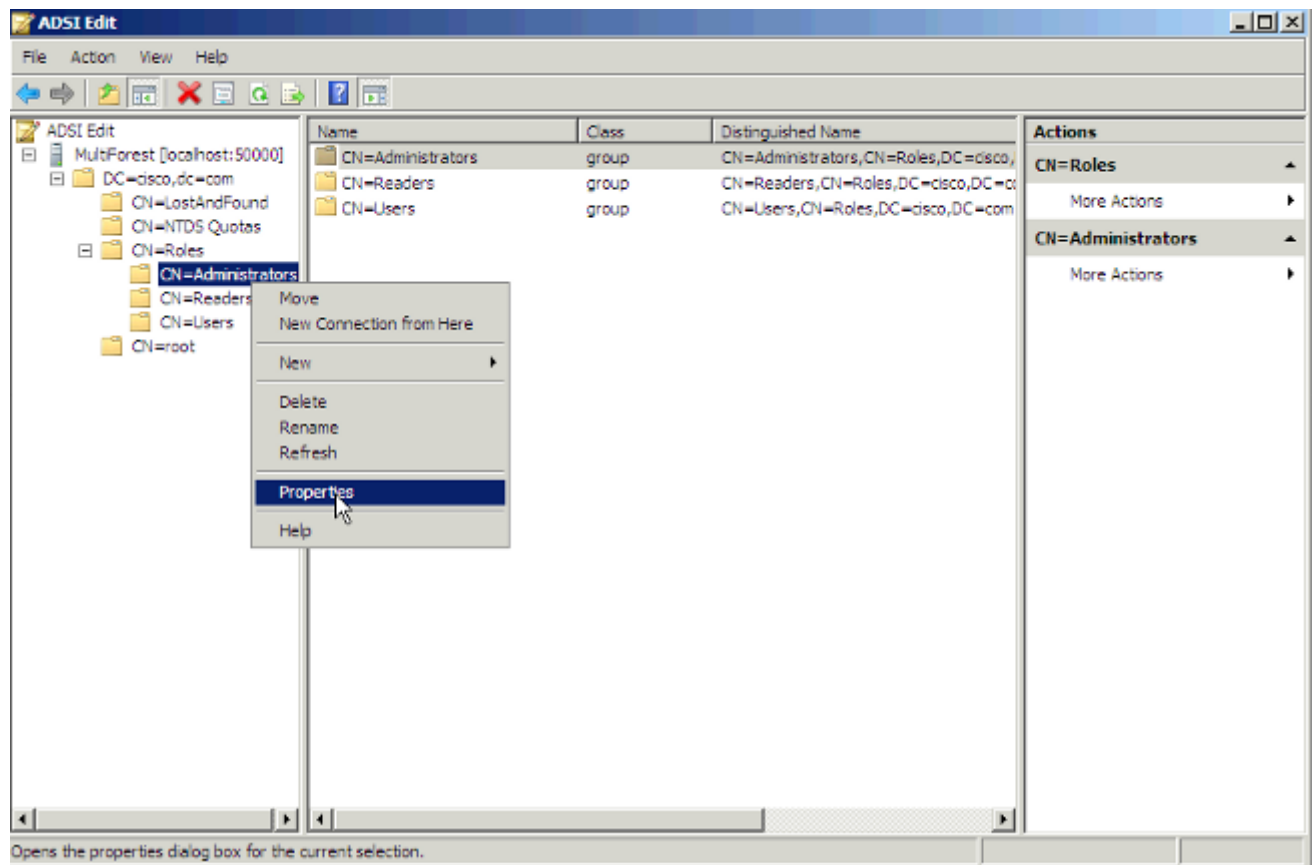 ADSI Edit
File Action View Help
ADSI Edit
MultiForest [localhost:50000]
DC=cisco,dc=com
CN=LostAndFound
CN=NTDS Quotas
CN=Roles
CN=Administrators
CN=Readers
CN=Users
CN=root
Name Class Distinguished Name
CN=Administrators group CN=Administrators,CN=Roles,DC=cisco,
CN=Readers group CN=Readers,CN=Roles,DC=cisco,DC=co
CN=Users group CN=Users,CN=Roles,DC=cisco,DC=com
Move
New Connection from Here
New
Delete
Rename
Refresh
Properties
Help
Actions
CN=Roles
More Actions
CN=Administrators
More Actions
Opens the properties dialog box for the current selection.